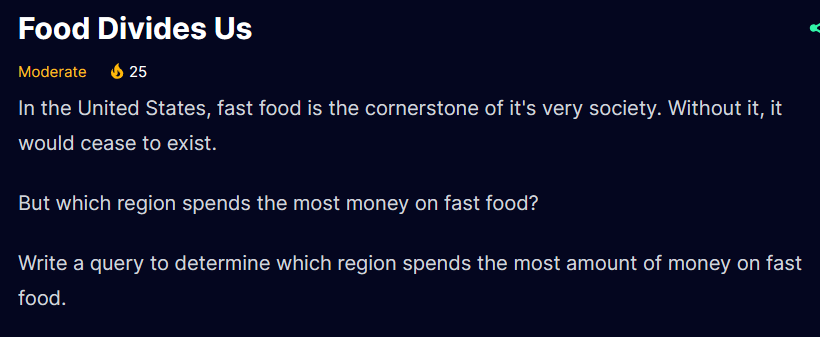 Food Divides Us
Moderate 25
In the United States, fast food is the cornerstone of it's very society. Without it, it
would cease to exist.
But which region spends the most money on fast food?
Write a query to determine which region spends the most amount of money on fast
food.